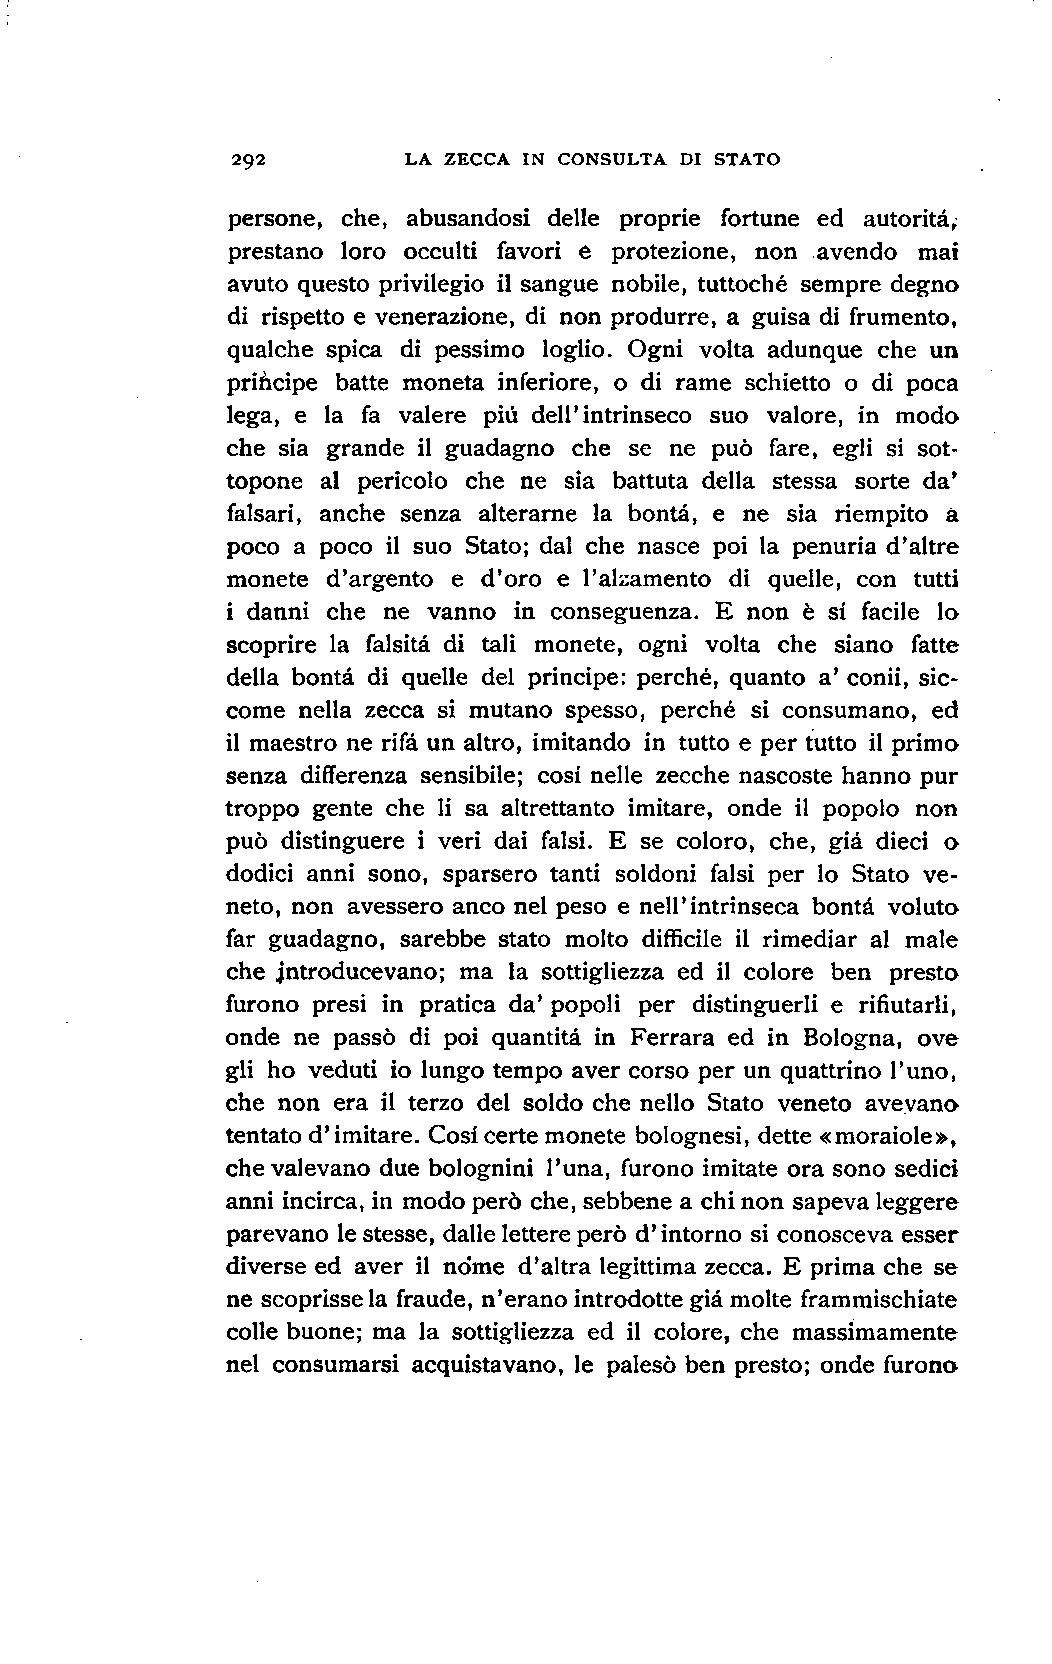 292 LA ZECCA IN CONSULTA DI STATO
persone, che, abusandosi delle proprie fortune ed autoritá,
prestano loro occulti favori e protezione, non avendo mai
avuto questo privilegio il sangue nobile, tuttoché sempre degno
di rispetto e venerazione, di non produrre, a guisa di frumento,
qualche spica di pessimo loglio. Ogni volta adunque che un
principe batte moneta inferiore, o di rame schietto o di poca
lega, e la fa valere piú dell'intrinseco suo valore, in modo
che sia grande il guadagno che se ne può fare, egli si sot-
topone al pericolo che ne sia battuta della stessa sorte da'
falsari, anche senza alterarne la bontá, e ne sia riempito a
poco a poco il suo Stato; dal che nasce poi la penuria d'altre
monete d'argento e d'oro e l'alzamento di quelle, con tutti
i danni che ne vanno in conseguenza. E non è sí facile lo
scoprire la falsitá di tali monete, ogni volta che siano fatte
della bontá di quelle del principe: perché, quanto a' conii, sic-
come nella zecca si mutano spesso, perché si consumano, ed
il maestro ne rifá un altro, imitando in tutto e per tutto il primo
senza differenza sensibile; cosí nelle zecche nascoste hanno pur
troppo gente che li sa altrettanto imitare, onde il popolo non
può distinguere i veri dai falsi. E se coloro, che, giá dieci o
dodici anni sono, sparsero tanti soldoni falsi per lo Stato ve-
neto, non avessero anco nel peso e nell'intrinseca bontá voluto
far guadagno, sarebbe stato molto difficile il rimediar al male
che introducevano; ma la sottigliezza ed il colore ben presto
furono presi in pratica da' popoli per distinguerli e rifiutarli,
onde ne passò di poi quantitá in Ferrara ed in Bologna, ove
gli ho veduti io lungo tempo aver corso per un quattrino l'uno,
che non era il terzo del soldo che nello Stato veneto avevano
tentato d'imitare. Cosí certe monete bolognesi, dette «moraiole»,
che valevano due bolognini l'una, furono imitate ora sono sedici
anni incirca, in modo però che, sebbene a chi non sapeva leggere
parevano le stesse, dalle lettere però d'intorno si conosceva esser
diverse ed aver il nome d'altra legittima zecca. E prima che se
ne scoprisse la fraude, n'erano introdotte giá molte frammischiate
colle buone; ma la sottigliezza ed il colore, che massimamente
nel consumarsi acquistavano, le palesò ben presto; onde furono